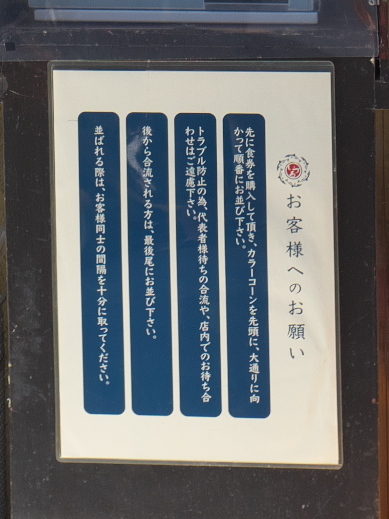 お客様へのお願い
先に食券を購入して頂き、カラーコーンを先頭に、大通りに向
かって順番にお並び下さい。
トラブル防止の為、代表者様待ちの合流や、店内でのお待ち合
わせはご遠慮下さい。
後から合流される方は、最後尾にお並び下さい。
並ばれる際は、お客様同士の間隔を十分に取ってください。